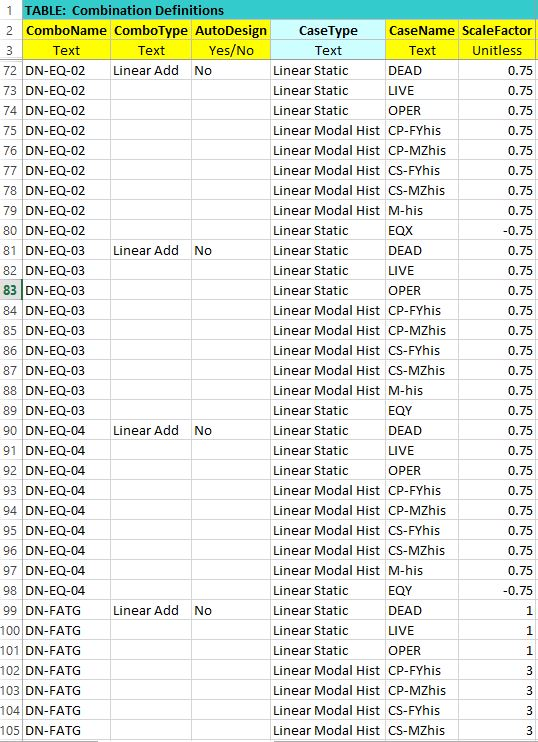 1 TABLE: Combination Definitions
2 ComboName ComboType AutoDesign CaseType CaseName ScaleFactor
3 Text Text Yes/No Text Text Unitless
72 DN-EQ-02 Linear Add No Linear Static DEAD 0.75
73 DN-EQ-02 Linear Static LIVE 0.75
74 DN-EQ-02 Linear Static OPER 0.75
75 DN-EQ-02 Linear Modal Hist CP-FYhis 0.75
76 DN-EQ-02 Linear Modal Hist CP-MZhis 0.75
77 DN-EQ-02 Linear Modal Hist CS-FYhis 0.75
78 DN-EQ-02 Linear Modal Hist CS-MZhis 0.75
79 DN-EQ-02 Linear Modal Hist M-his 0.75
80 DN-EQ-02 Linear Static EQX -0.75
81 DN-EQ-03 Linear Add No Linear Static DEAD 0.75
82 DN-EQ-03 Linear Static LIVE 0.75
83 DN-EQ-03 Linear Static OPER 0.75
84 DN-EQ-03 Linear Modal Hist CP-FYhis 0.75
85 DN-EQ-03 Linear Modal Hist CP-MZhis 0.75
86 DN-EQ-03 Linear Modal Hist CS-FYhis 0.75
87 DN-EQ-03 Linear Modal Hist CS-MZhis 0.75
88 DN-EQ-03 Linear Modal Hist M-his 0.75
89 DN-EQ-03 Linear Static EQY 0.75
90 DN-EQ-04 Linear Add No Linear Static DEAD 0.75
91 DN-EQ-04 Linear Static LIVE 0.75
92 DN-EQ-04 Linear Static OPER 0.75
93 DN-EQ-04 Linear Modal Hist CP-FYhis 0.75
94 DN-EQ-04 Linear Modal Hist CP-MZhis 0.75
95 DN-EQ-04 Linear Modal Hist CS-FYhis 0.75
96 DN-EQ-04 Linear Modal Hist CS-MZhis 0.75
97 DN-EQ-04 Linear Modal Hist M-his 0.75
98 DN-EQ-04 Linear Static EQY -0.75
99 DN-FATG Linear Add No Linear Static DEAD 1
100 DN-FATG Linear Static LIVE 1
101 DN-FATG Linear Static OPER 1
102 DN-FATG Linear Modal Hist CP-FYhis 3
103 DN-FATG Linear Modal Hist CP-MZhis 3
104 DN-FATG Linear Modal Hist CS-FYhis 3
105 DN-FATG Linear Modal Hist CS-MZhis 3